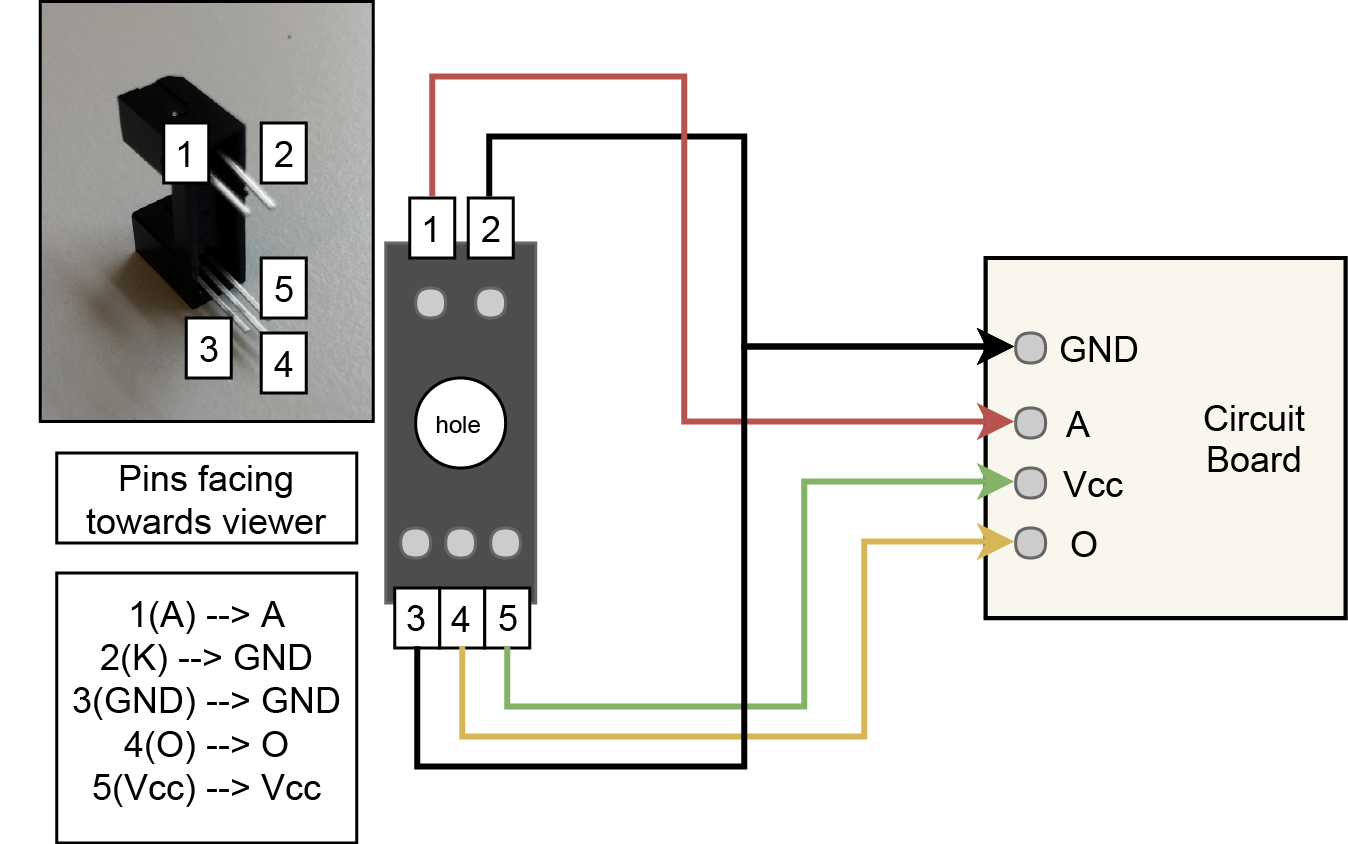 1
2
5
3
4
Pins facing
towards viewer
1(A) --> A
2(K) --> GND
3(GND) --> GND
4(O) --> O
5(Vcc) --> Vcc
1 2
hole
3 4 5
GND
A
Vcc
O
Circuit
Board